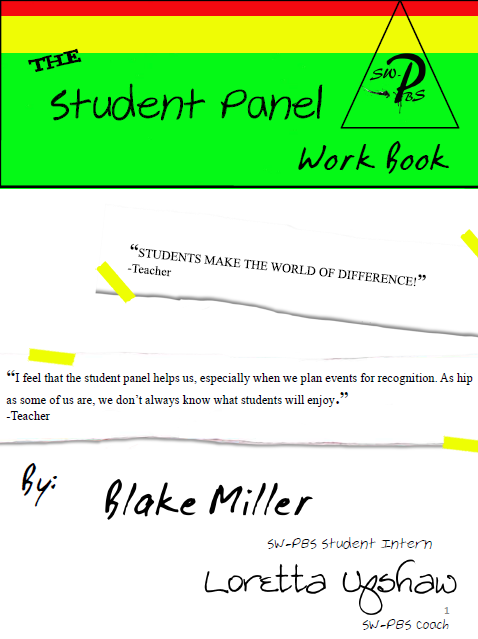 THE
Student Panel
SW-
PBS
Work Book
“STUDENTS MAKE THE WORLD OF DIFFERENCE!”
-Teacher
“I feel that the student panel helps us, especially when we plan events for recognition. As hip
as some of us are, we don’t always know what students will enjoy.”
-Teacher
By:
Blake Miller
SW-PBS Student Intern
Loretta Upshaw
1
SW-PBS Coach